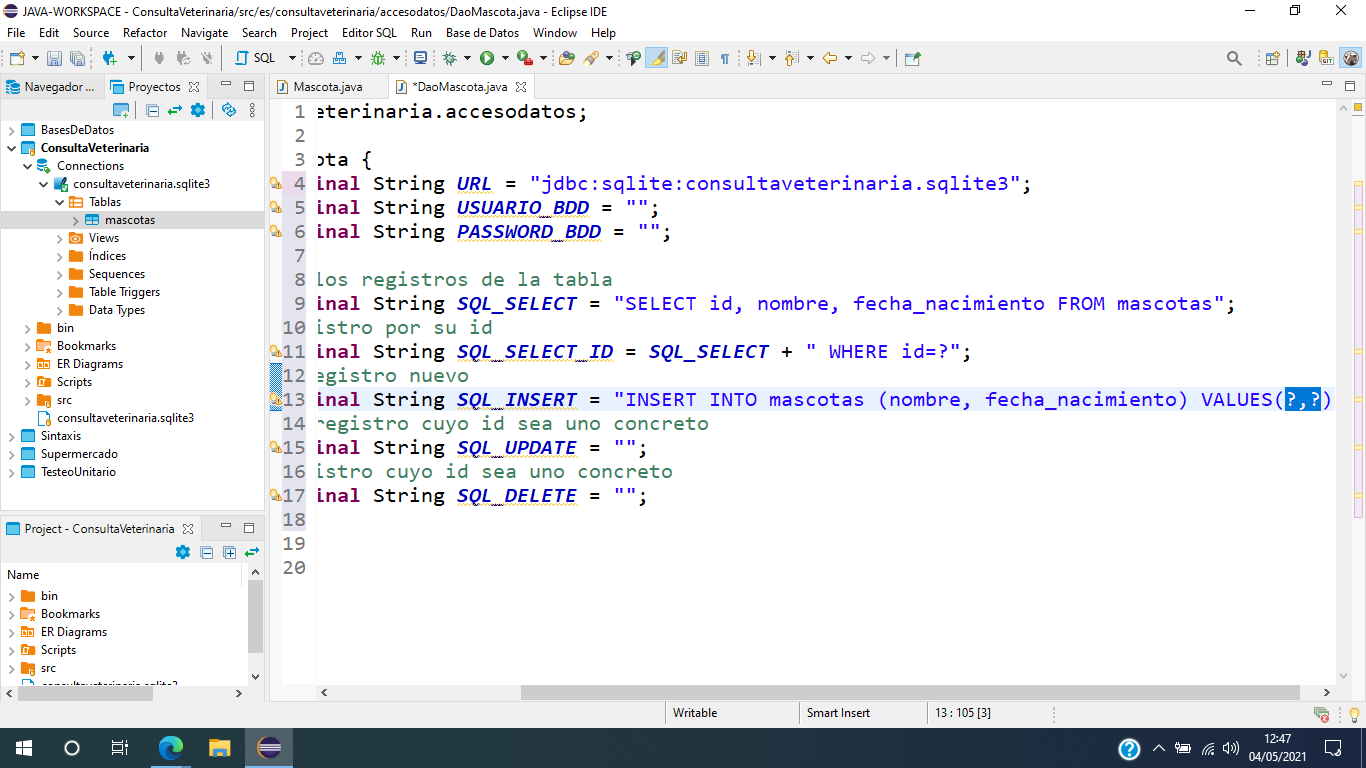 JAVA-WORKSPACE - ConsultaVeterinaria/src/es/consultaveterinaria/accesodatos/DaoMascota.java - Eclipse IDE
File Edit Source Refactor Navigate Search Project Editor SQL Run Base de Datos Window Help
SQL
Navegador ... Proyectos
BasesDeDatos
ConsultaVeterinaria
Connections
consultaveterinaria.sqlite3
Tablas
mascotas
Views
Índices
Sequences
Table Triggers
Data Types
bin
Bookmarks
ER Diagrams
Scripts
src
consultaveterinaria.sqlite3
Sintaxis
Supermercado
TesteoUnitario
Project - ConsultaVeterinaria
Name
bin
Bookmarks
ER Diagrams
Scripts
src
consultaveterinaria.sqlite3
Mascota.java *DaoMascota.java
1 eterinaria.accesodatos;
2
3 ota {
4 inal String URL = "jdbc:sqlite:consultaveterinaria.sqlite3";
5 inal String USUARIO_BDD = "";
6 inal String PASSWORD_BDD = "";
7
8 los registros de la tabla
9 inal String SQL_SELECT = "SELECT id, nombre, fecha_nacimiento FROM mascotas";
10 istro por su id
11 inal String SQL_SELECT_ID = SQL_SELECT + " WHERE id=?";
12 egistro nuevo
13 inal String SQL_INSERT = "INSERT INTO mascotas (nombre, fecha_nacimiento) VALUES(?,?)
14 registro cuyo id sea uno concreto
15 inal String SQL_UPDATE = "";
16 istro cuyo id sea uno concreto
17 inal String SQL_DELETE = "";
18
19
20
Writable Smart Insert 13 : 105 [3]
12:47
04/05/2021